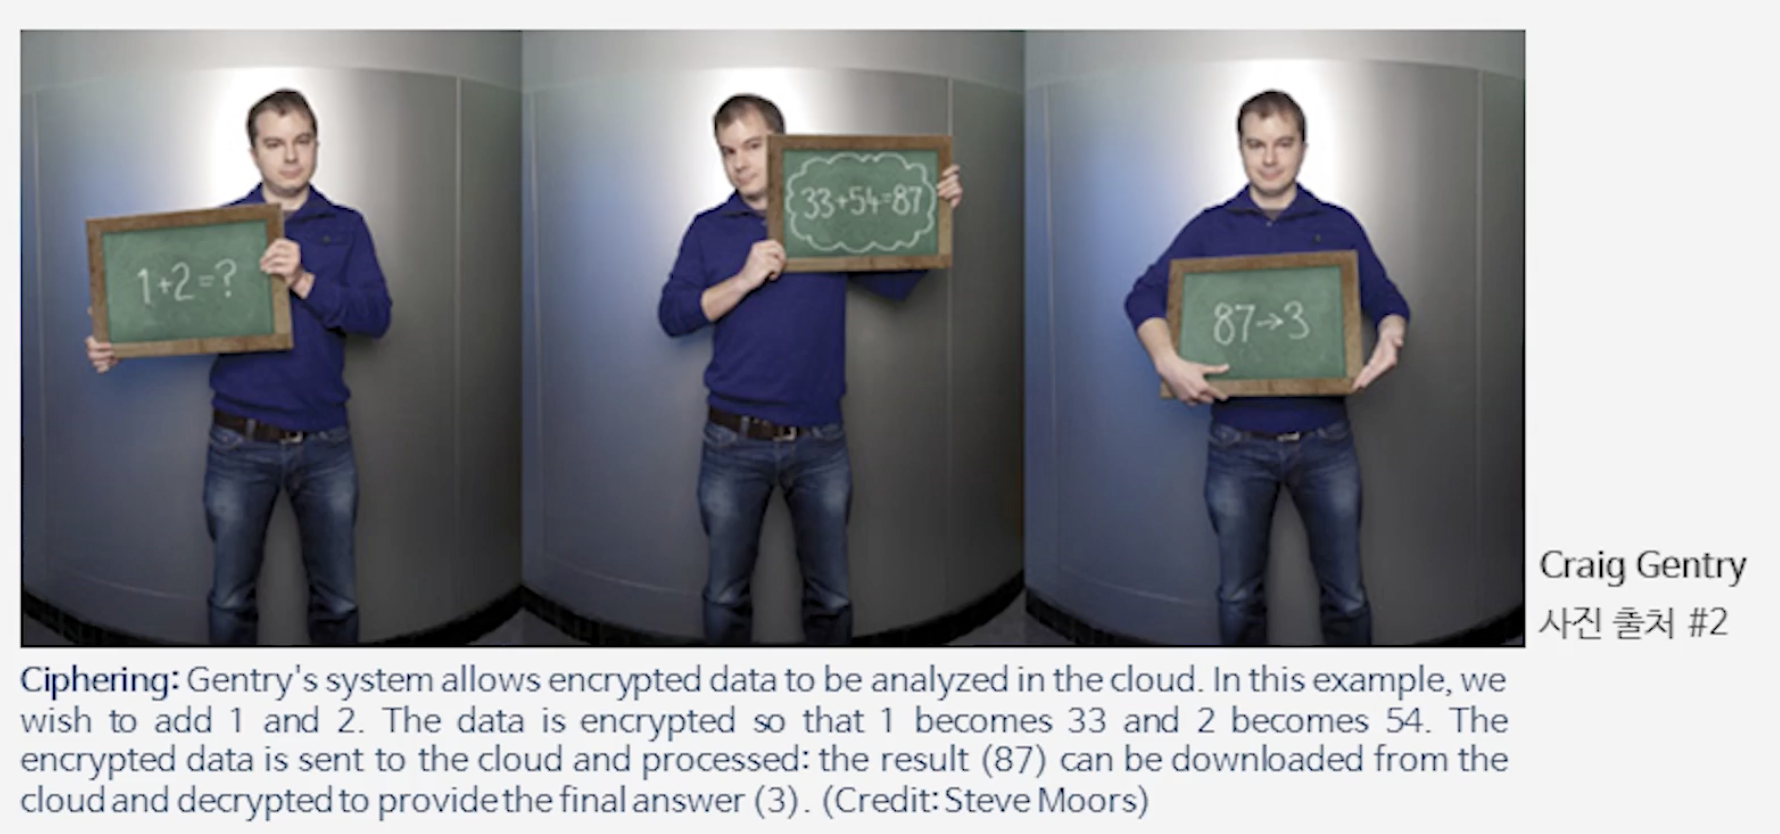 1+2=?
33+54=87
87→3
Craig Gentry
사진 출처 #2
Ciphering: Gentry's system allows encrypted data to be analyzed in the cloud. In this example, we
wish to add 1 and 2. The data is encrypted so that 1 becomes 33 and 2 becomes 54. The
encrypted data is sent to the cloud and processed: the result (87) can be downloaded from the
cloud and decrypted to provide the final answer (3). (Credit: Steve Moors)